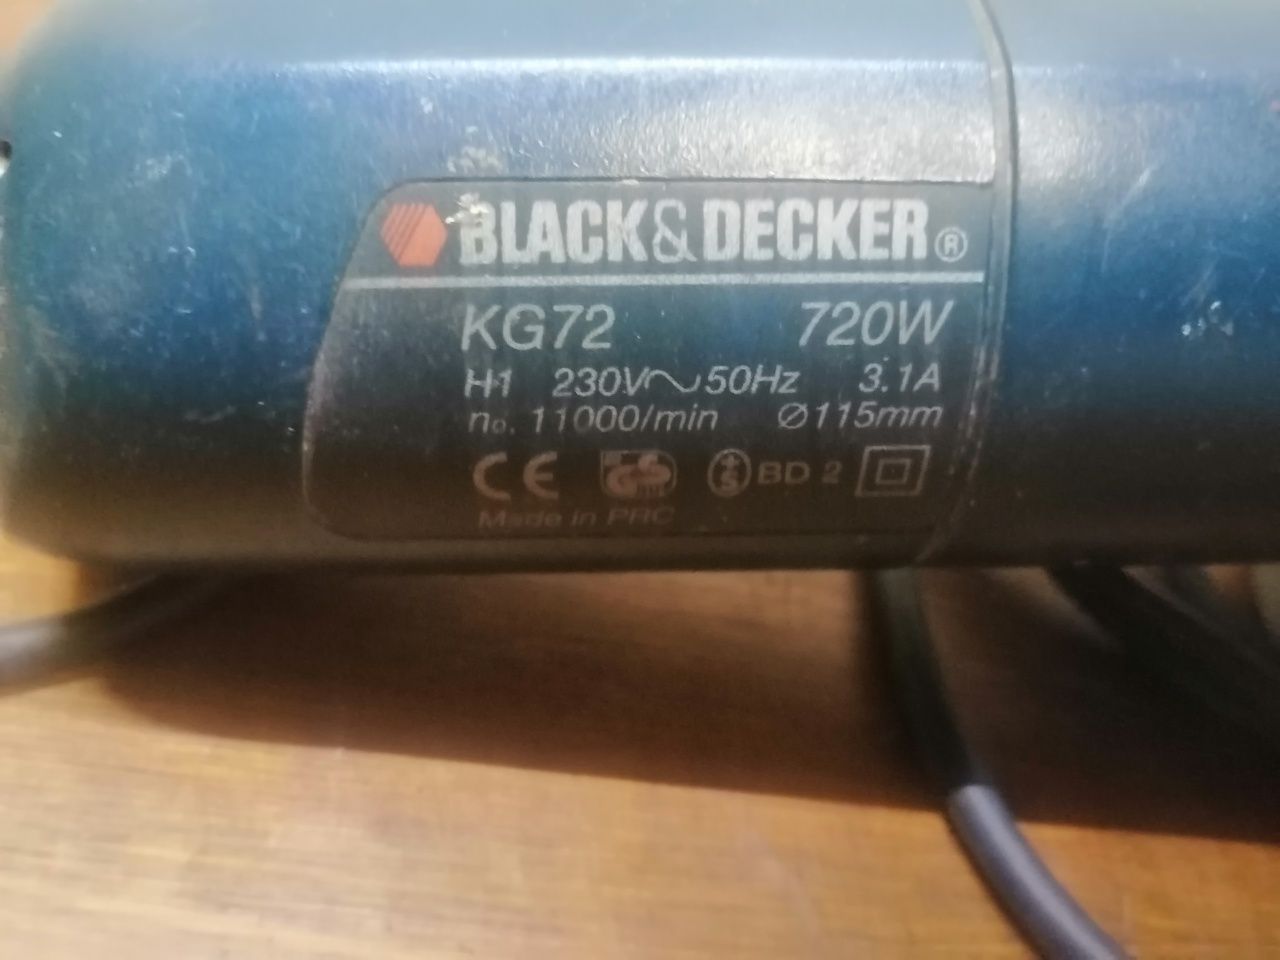 BLACK&DECKER®
KG72 720W
H1 230V~50Hz 3.1A
no. 11000/min Ø115mm
CE GS S BD 2
Made in PRC